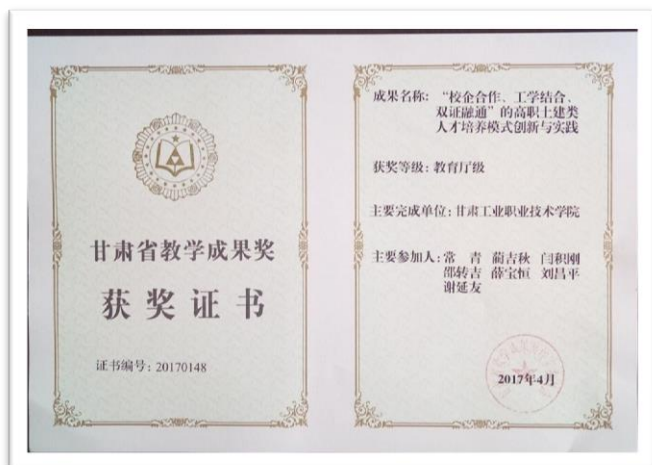 甘肃省教学成果奖
获奖证书
证书编号：20170148
成果名称：“校企合作、工学结合、
双证融通”的高职土建类
人才培养模式创新与实践
获奖等级：教育厅级
主要完成单位：甘肃工业职业技术学院
主要参加人：常 青 蔺吉秋 闫积刚
邵转吉 薛宝恒 刘昌平
谢延友
2017年4月